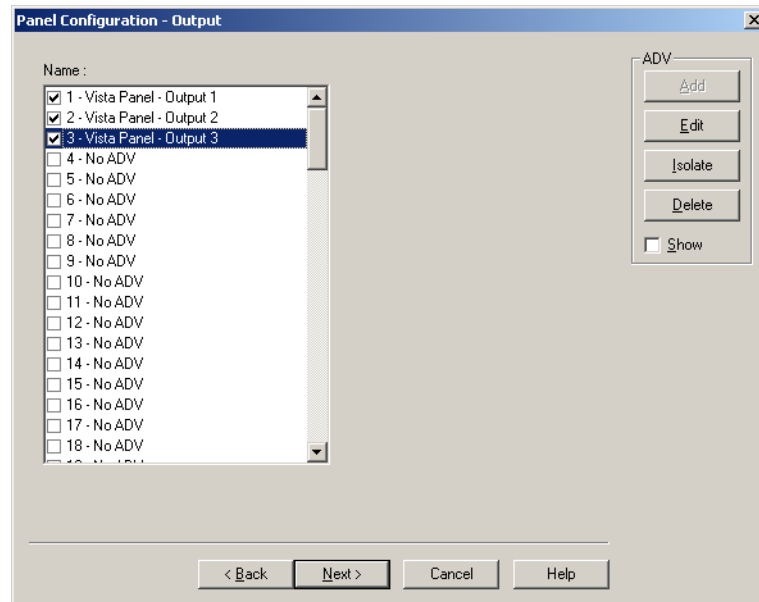 Panel Configuration - Output
Name :
1 - Vista Panel - Output 1
2 - Vista Panel - Output 2
3 - Vista Panel - Output 3
4 - No ADV
5 - No ADV
6 - No ADV
7 - No ADV
8 - No ADV
9 - No ADV
10 - No ADV
11 - No ADV
12 - No ADV
13 - No ADV
14 - No ADV
15 - No ADV
16 - No ADV
17 - No ADV
18 - No ADV
ADV
Add
Edit
Isolate
Delete
Show
< Back
Next >
Cancel
Help